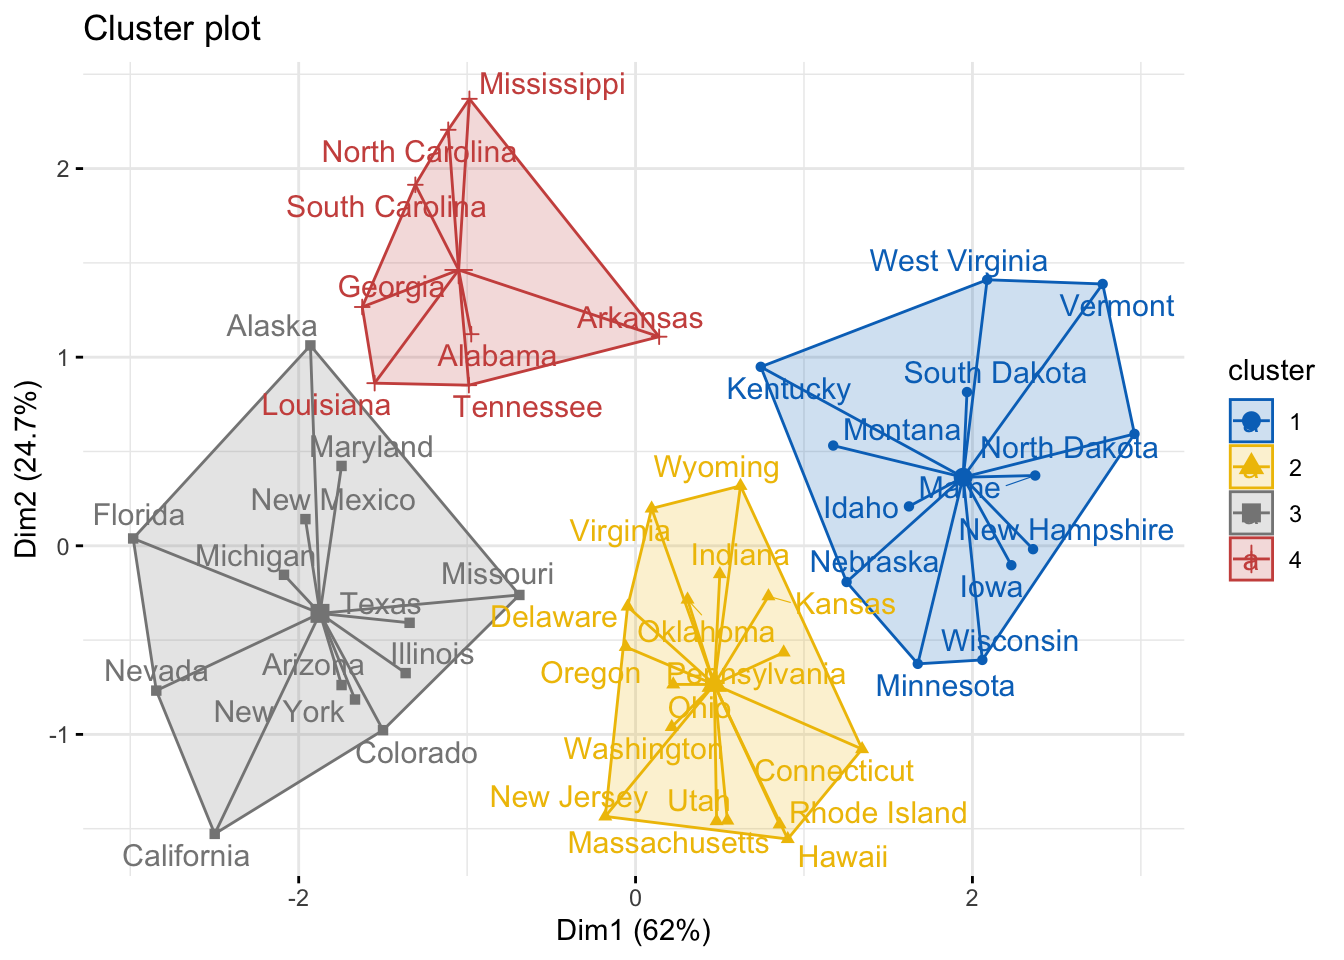 Cluster plot
Mississippi
North Carolina
South Carolina
Georgia
Arkansas
Alabama
Louisiana
Tennessee
Alaska
Maryland
New Mexico
Florida
Michigan
Missouri
Texas
Illinois
Arizona
Nevada
New York
Colorado
California
Wyoming
Virginia
Indiana
Kansas
Delaware
Oklahoma
Oregon
Pennsylvania
Ohio
Washington
Connecticut
New Jersey
Utah
Rhode Island
Massachusetts
Hawaii
West Virginia
Vermont
Kentucky
South Dakota
Montana
North Dakota
Maine
Idaho
New Hampshire
Nebraska
Iowa
Wisconsin
Minnesota
2
1
0
-1
Dim2 (24.7%)
-2
0
2
Dim1 (62%)
cluster
a 1
a 2
a 3
a 4